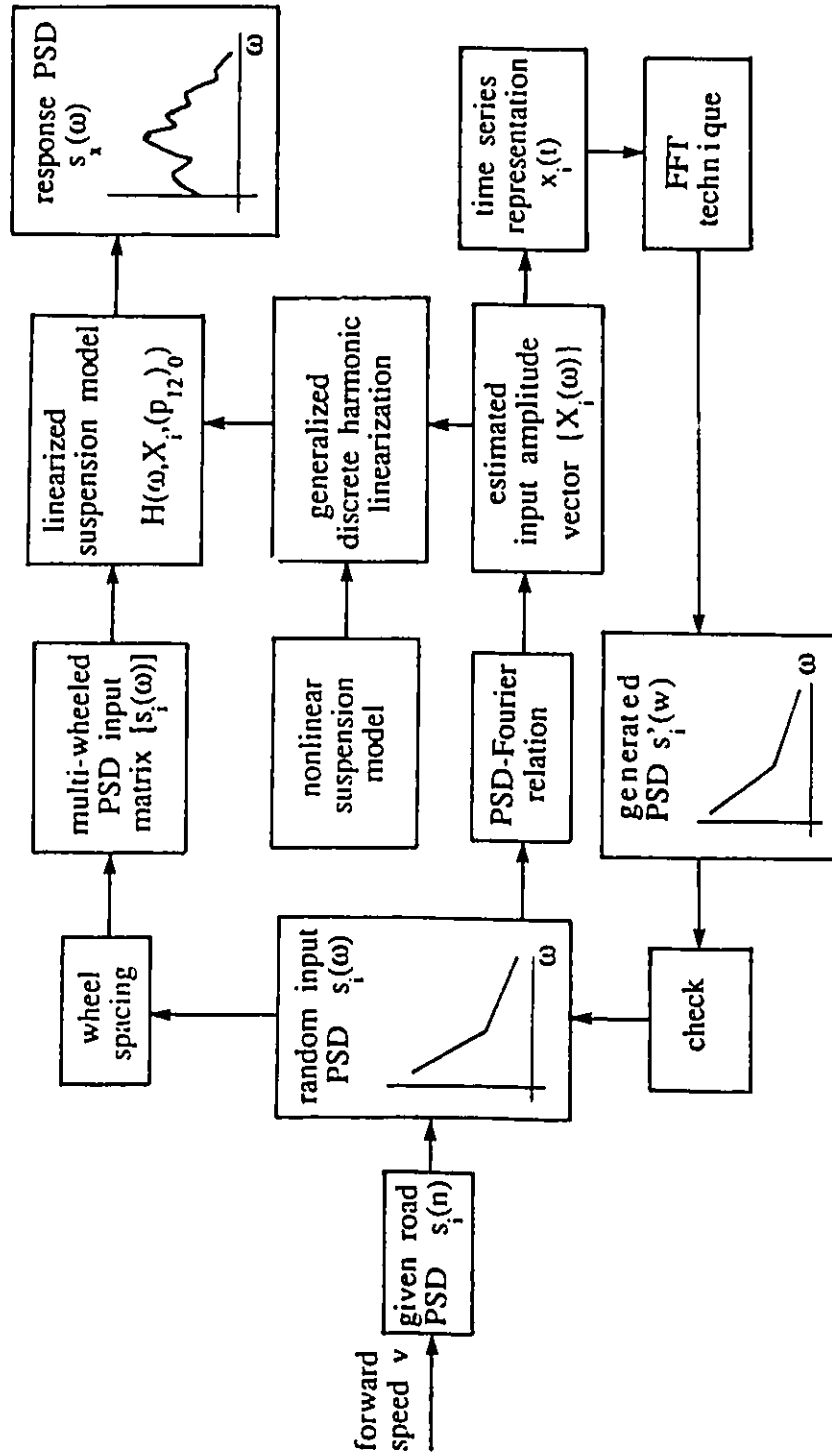 forward
speed v
given road
PSD s_i(n)
random input
PSD s_i(ω)
ω
wheel
spacing
multi-wheeled
PSD input
matrix [s_i(ω)]
linearized
suspension model
H(ω,X_i,(p_12)_0)
response PSD
s_x(ω)
ω
nonlinear
suspension
model
generalized
discrete harmonic
linearization
PSD-Fourier
relation
estimated
input amplitude
vector {X_i(ω)}
time series
representation
x_i(t)
FFT
technique
generated
PSD s'_i(w)
ω
check